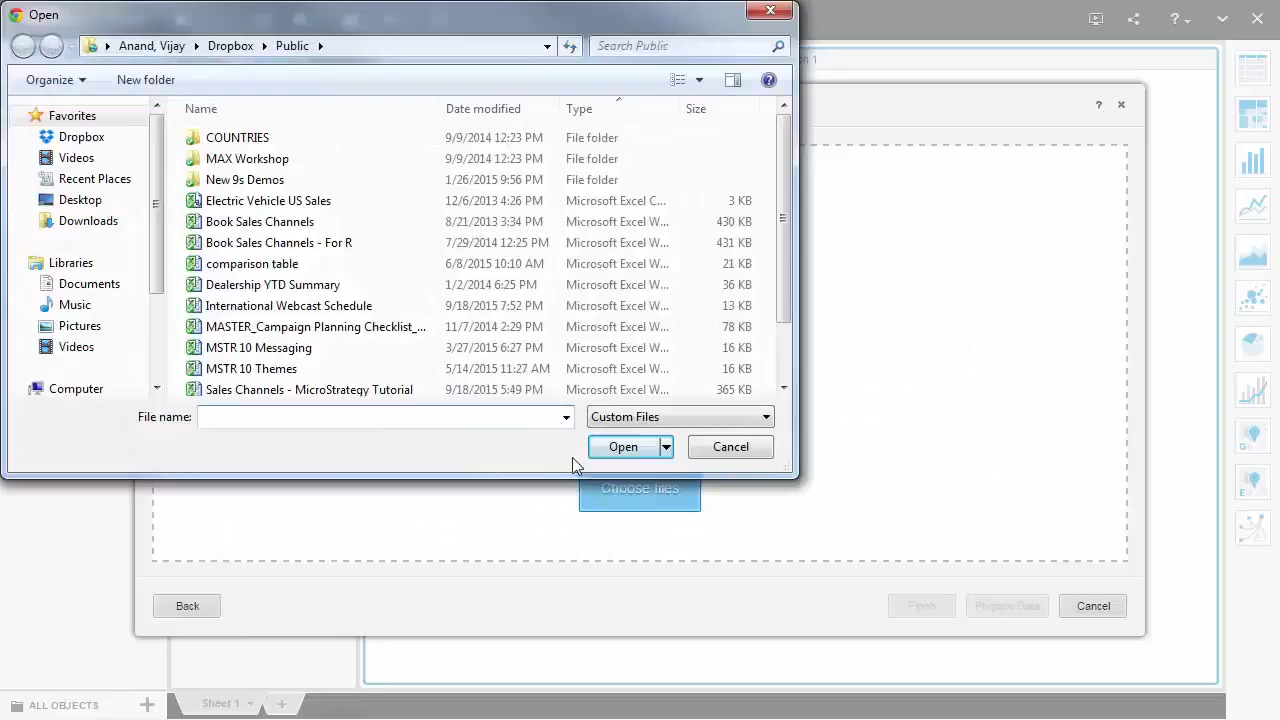 Open
Anand, Vijay Dropbox Public
Search Public
Organize New folder
Name Date modified Type Size
Favorites
Dropbox
Videos
Recent Places
Desktop
Downloads
Libraries
Documents
Music
Pictures
Videos
Computer
COUNTRIES 9/9/2014 12:23 PM File folder
MAX Workshop 9/9/2014 12:23 PM File folder
New 9s Demos 1/26/2015 9:56 PM File folder
Electric Vehicle US Sales 12/6/2013 4:26 PM Microsoft Excel C... 3 KB
Book Sales Channels 8/21/2013 3:34 PM Microsoft Excel W... 430 KB
Book Sales Channels - For R 7/29/2014 12:25 PM Microsoft Excel W... 431 KB
comparison table 6/8/2015 10:10 AM Microsoft Excel W... 21 KB
Dealership YTD Summary 1/2/2014 6:25 PM Microsoft Excel W... 36 KB
International Webcast Schedule 9/18/2015 7:52 PM Microsoft Excel W... 13 KB
MASTER_Campaign Planning Checklist_... 11/7/2014 2:29 PM Microsoft Excel W... 78 KB
MSTR 10 Messaging 3/27/2015 6:27 PM Microsoft Excel W... 16 KB
MSTR 10 Themes 5/14/2015 11:27 AM Microsoft Excel W... 16 KB
Sales Channels - MicroStrategy Tutorial 9/18/2015 5:49 PM Microsoft Excel W... 365 KB
File name: Custom Files
Open Cancel
Choose files
Back Finish Prepare Data Cancel
ALL OBJECTS + Sheet 1 +